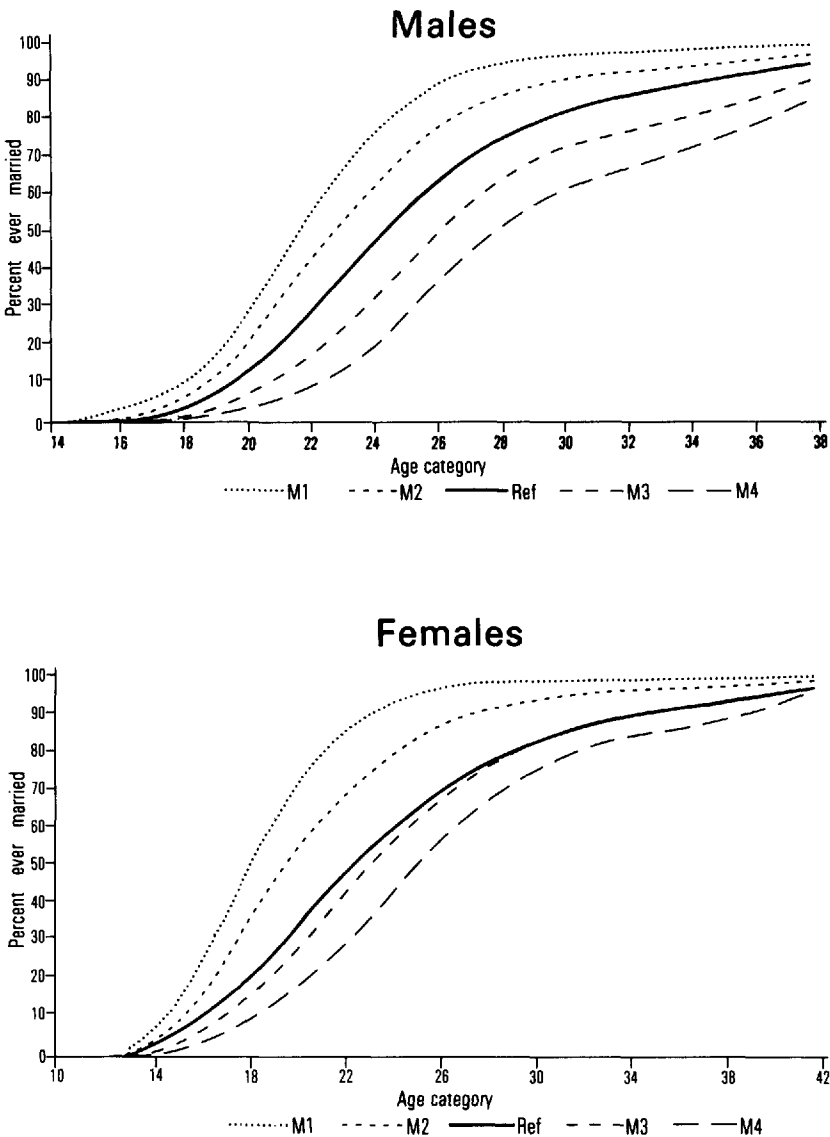 Males
100
90
80
70
60
50
40
30
20
10
0
Percent ever married
14 16 18 20 22 24 26 28 30 32 34 36 38
Age category
M1 M2 Ref M3 M4
Females
100
90
80
70
60
50
40
30
20
10
0
Percent ever married
10 14 18 22 26 30 34 38 42
Age category
M1 M2 Ref M3 M4